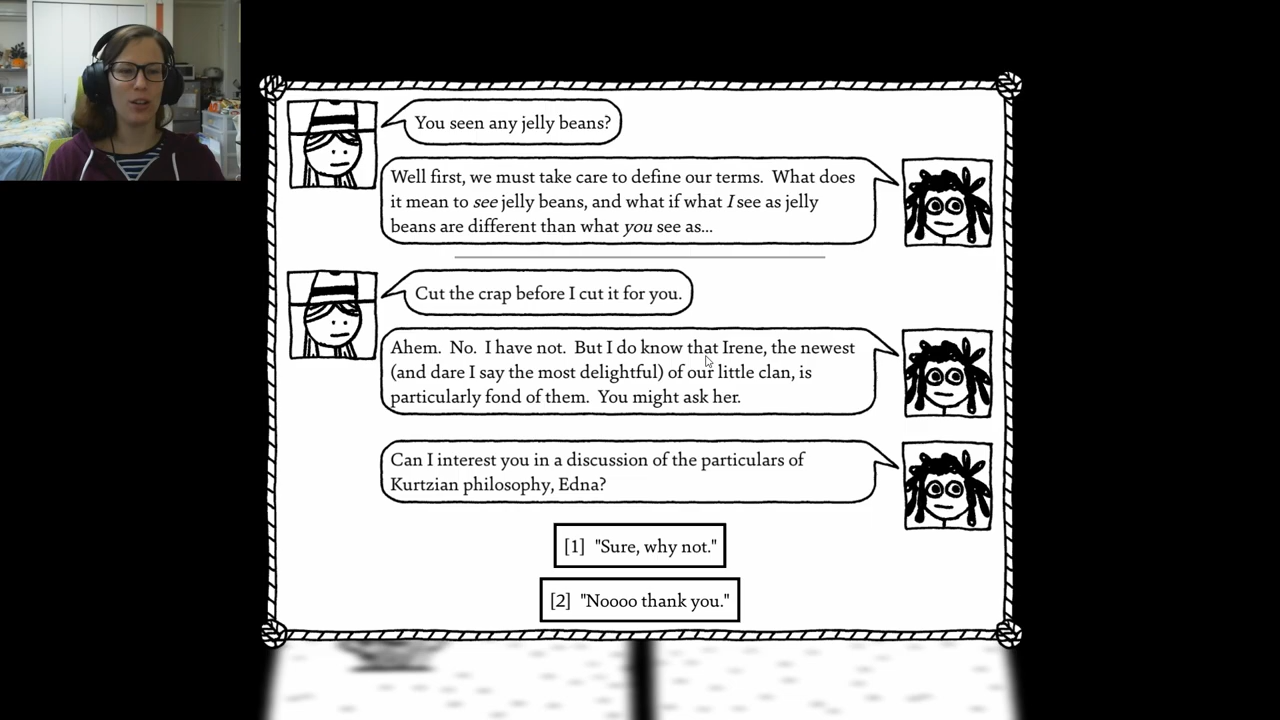 You seen any jelly beans?
Well first, we must take care to define our terms.  What does
it mean to see jelly beans, and what if what I see as jelly
beans are different than what you see as...
Cut the crap before I cut it for you.
Ahem.  No.  I have not.  But I do know that Irene, the newest
(and dare I say the most delightful) of our little clan, is
particularly fond of them.  You might ask her.
Can I interest you in a discussion of the particulars of
Kurtzian philosophy, Edna?
[1]  "Sure, why not."
[2]  "Noooo thank you."